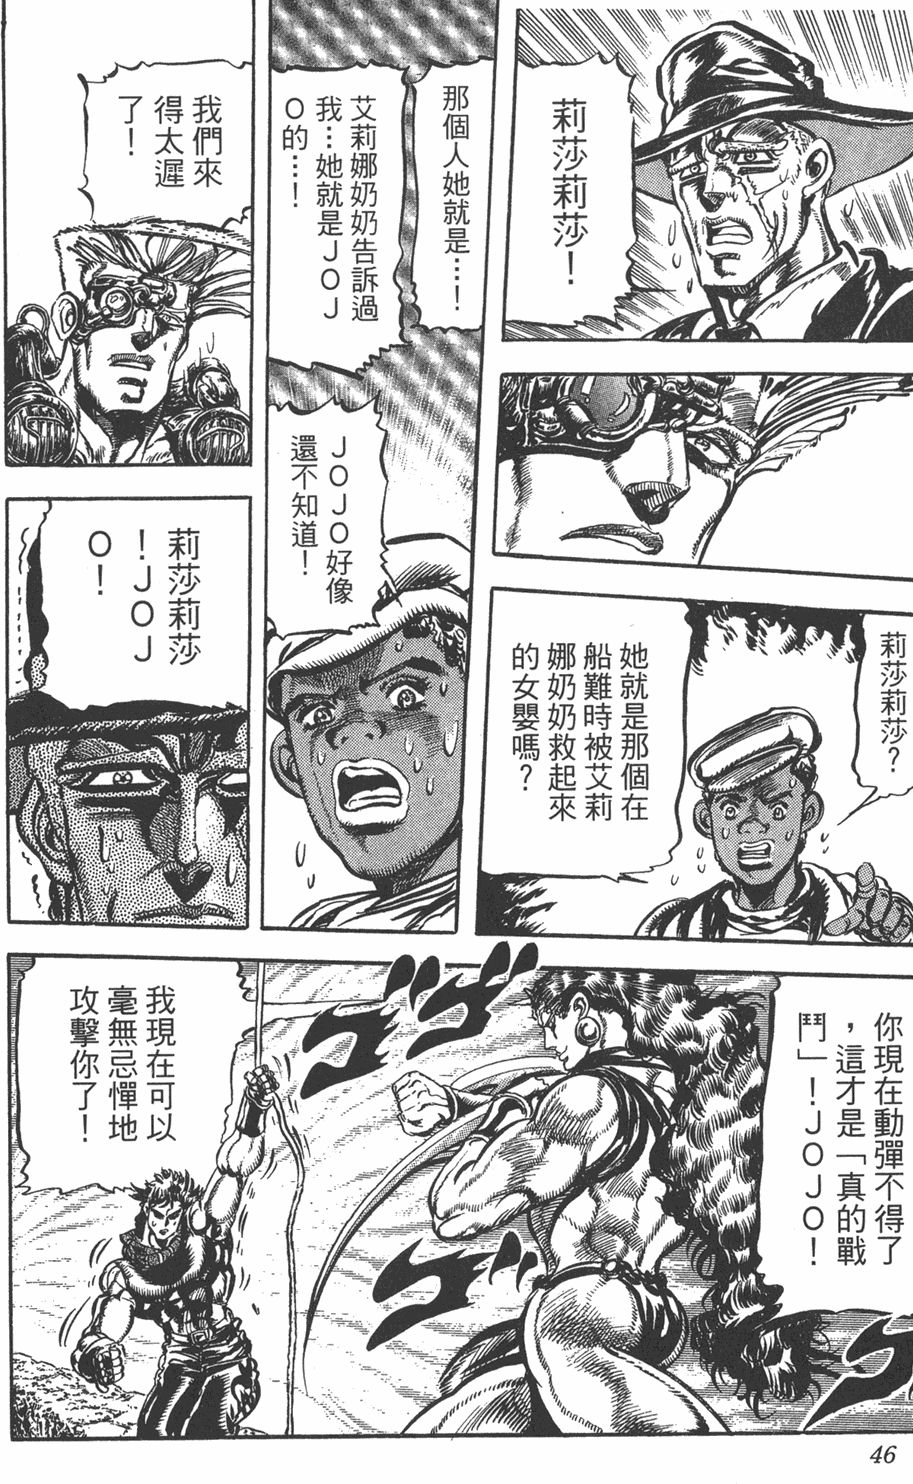 莉莎莉莎！
莉莎莉莎？
她就是那個在
船難時被艾莉
娜奶奶救起來
的女嬰嗎？
那個人她就是…！
艾莉娜奶奶告訴過
我…她就是ＪＯＪ
Ｏ的…！
ＪＯＪＯ好像
還不知道！
我們來
得太遲
了！
莉莎莉莎
！ＪＯＪ
Ｏ！
你現在動彈不得了
，這才是「真的戰
鬥」！ＪＯＪＯ！
ゴゴゴゴ
我現在可以
毫無忌憚地
攻擊你了！
46